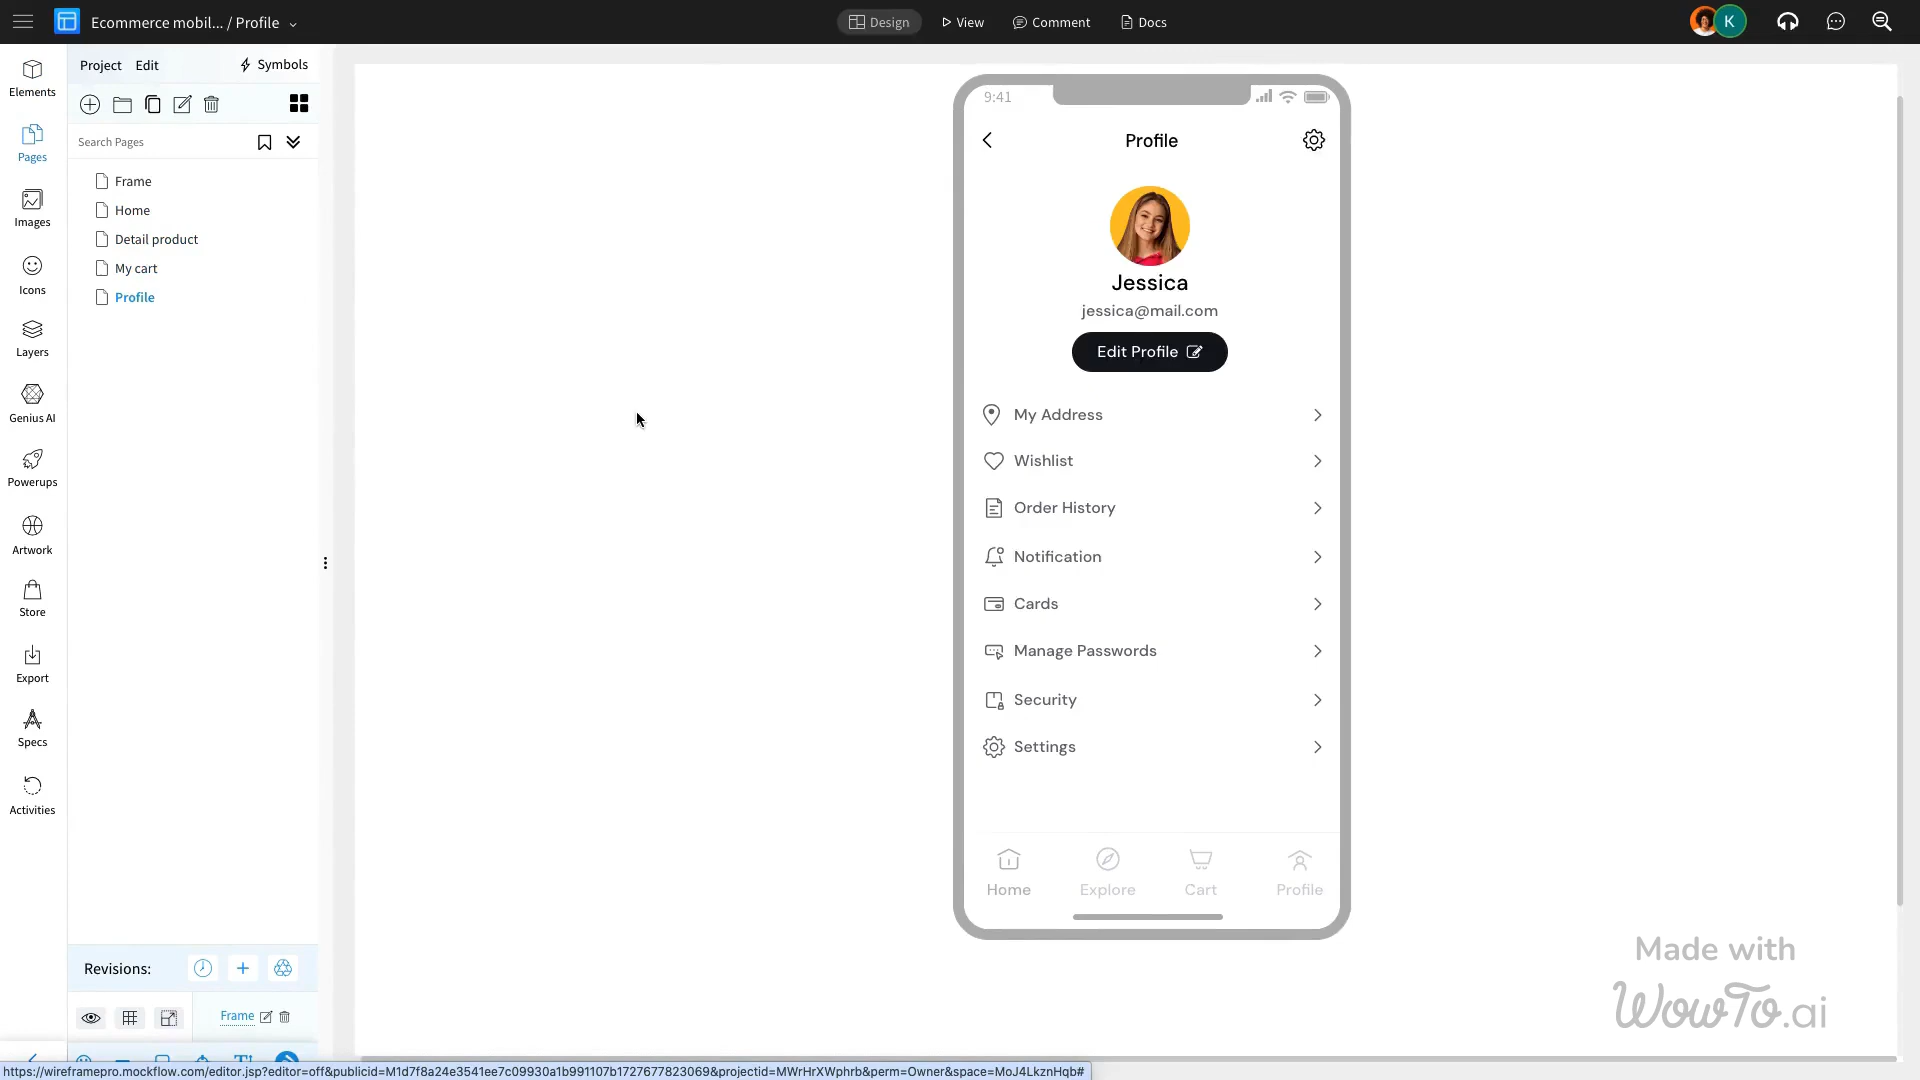 Ecommerce mobil... / Profile
Design
View
Comment
Docs
K
Elements
Pages
Images
Icons
Layers
Genius AI
Powerups
Artwork
Store
Export
Specs
Activities
Project
Edit
Symbols
Search Pages
Frame
Home
Detail product
My cart
Profile
Revisions:
Frame
T
9:41
Profile
Jessica
jessica@mail.com
Edit Profile
My Address
Wishlist
Order History
Notification
Cards
Manage Passwords
Security
Settings
Home
Explore
Cart
Profile
Made with
WowTo.ai
https://wireframepro.mockflow.com/editor.jsp?editor=off&publicid=M1d7f8a24e3541ee7c09930a1b991107b1727677823069&projectid=MWrHrXWphrb&perm=Owner&space=MoJ4LkznHqb#